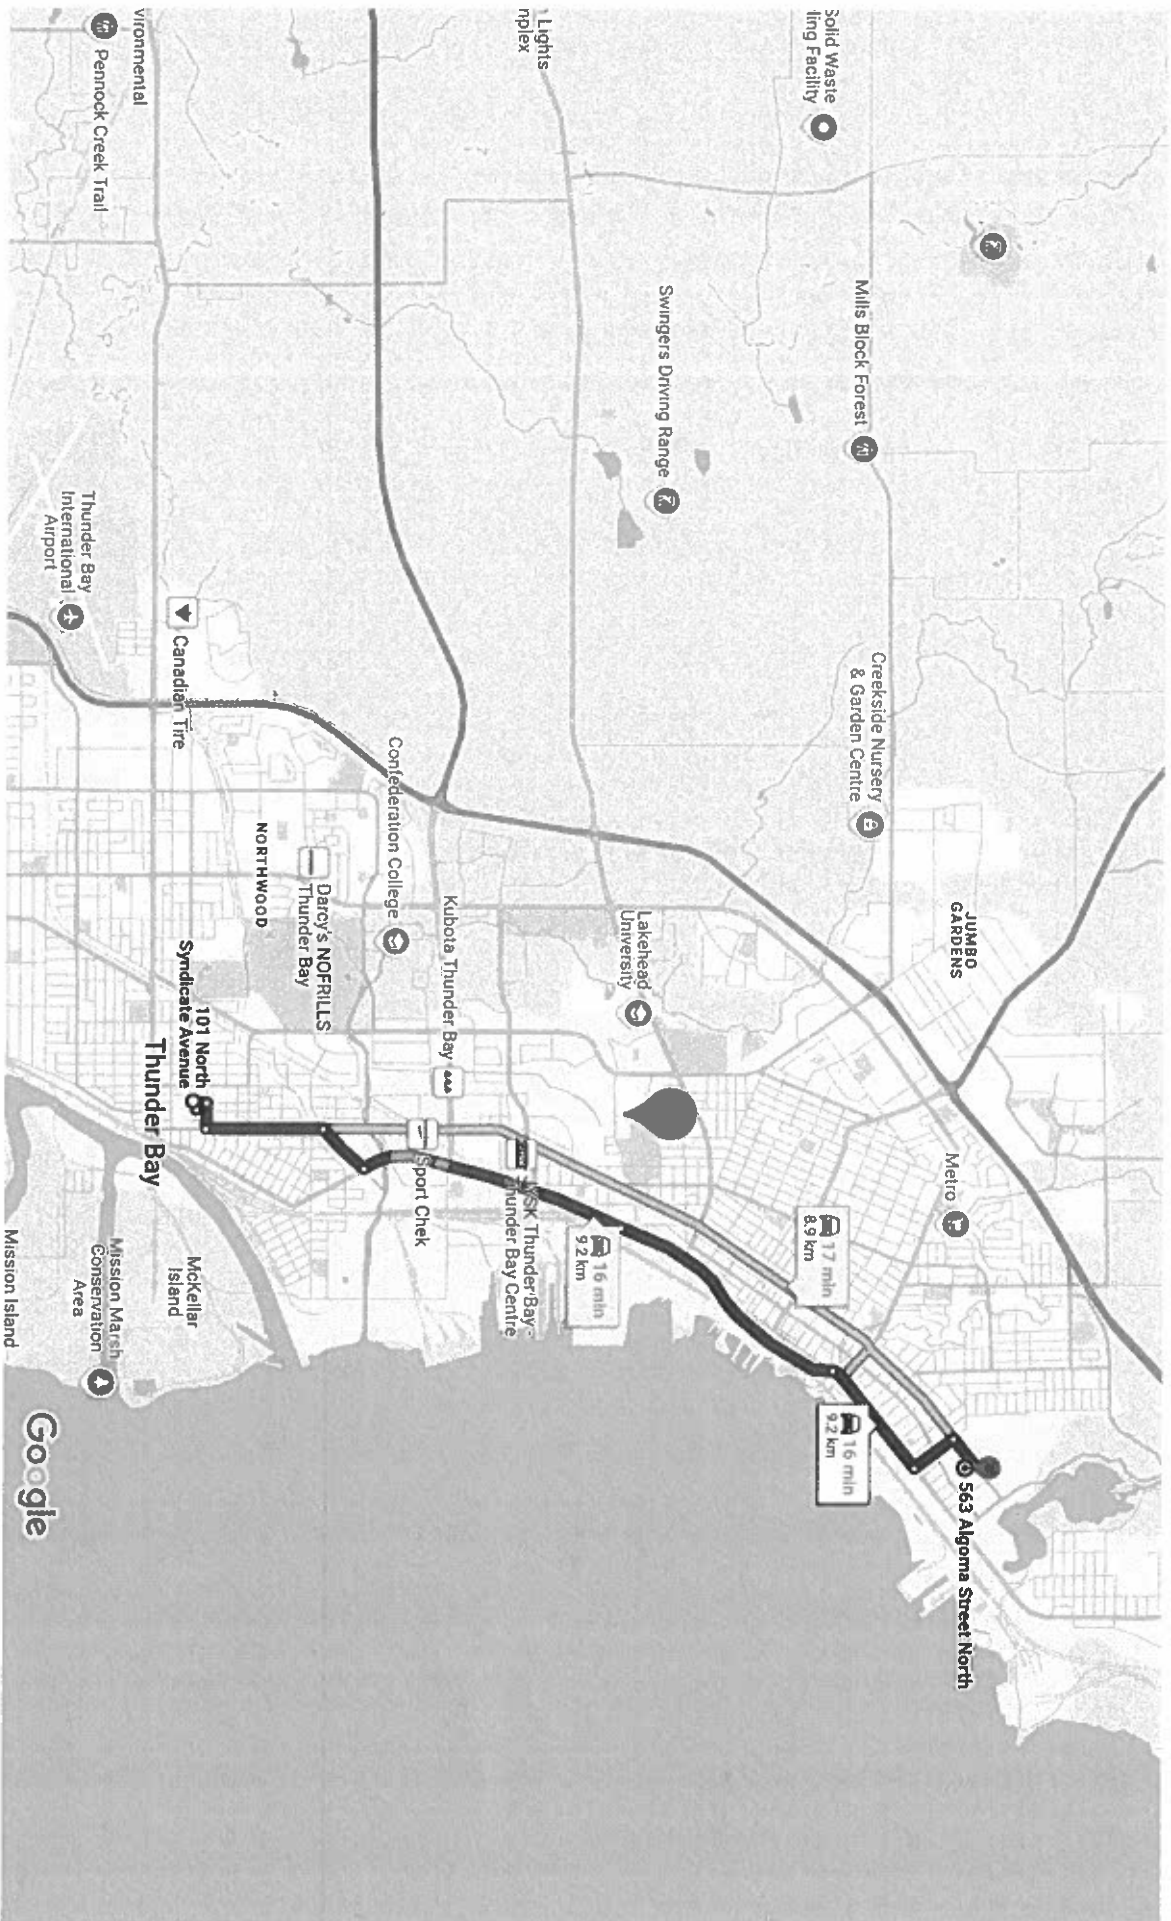 JUMBO
GARDENS
563 Algoma Street North
Metro
Mills Block Forest
Creekside Nursery
& Garden Centre
16 min
9.2 km
Solid Waste
ling Facility
17 min
8.9 km
Swingers Driving Range
Lakehead
University
16 min
9.2 km
Lights
nplex
JYSK Thunder Bay -
Thunder Bay Centre
Kubota Thunder Bay
Sport Chek
Confederation College
Darcy's NOFRILLS
Thunder Bay
NORTHWOOD
101 North
Syndicate Avenue
Canadian Tire
McKellar
Island
Thunder Bay
vironmental
Pennock Creek Trail
Mission Marsh
Conservation
Area
Thunder Bay
International
Airport
Google
Mission Island